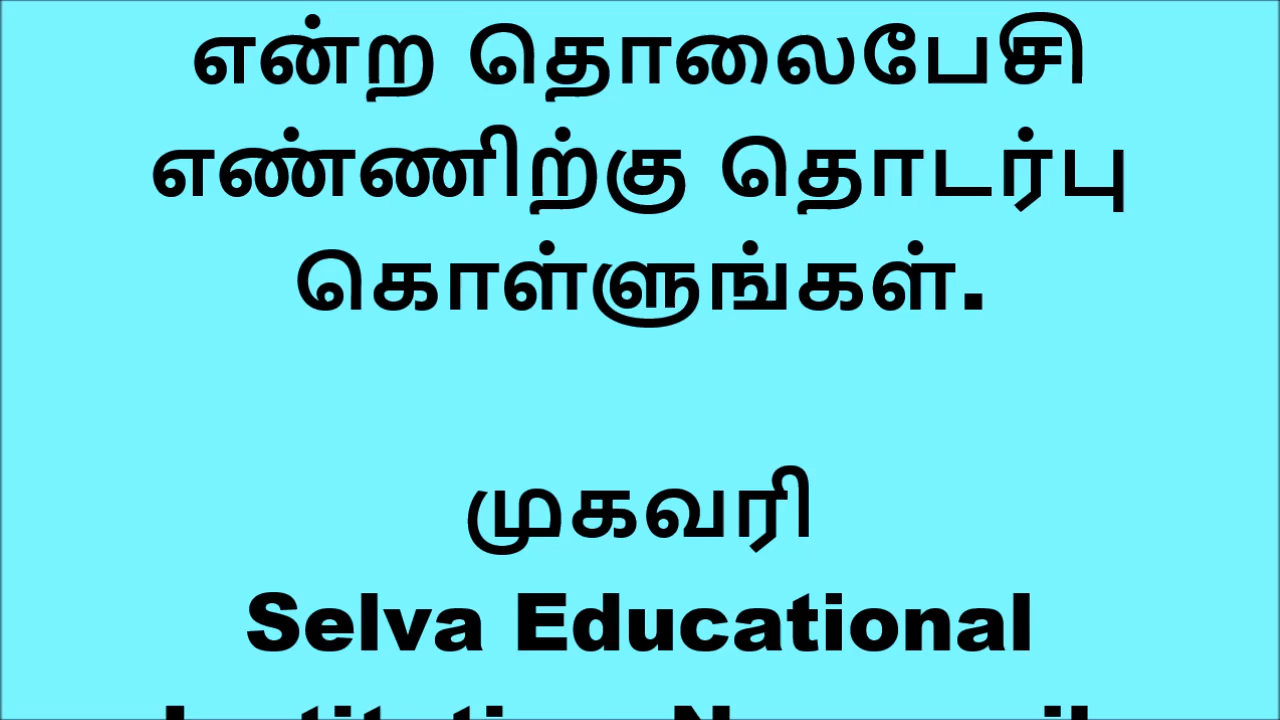 என்ற தொலைபேசி
எண்ணிற்கு தொடர்பு
கொள்ளுங்கள்.
முகவரி
Selva Educational